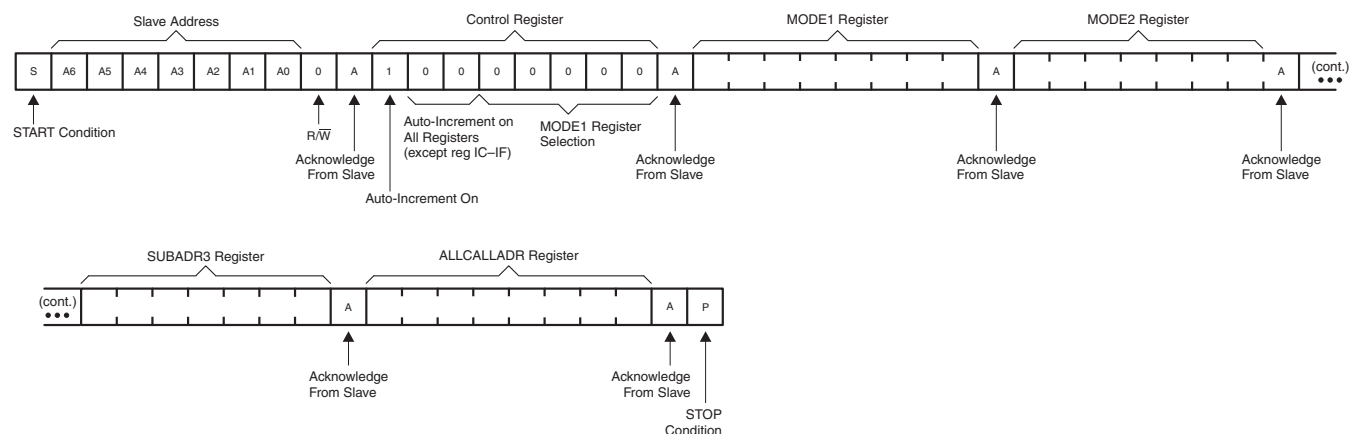 Slave Address Control Register MODE1 Register MODE2 Register
S A6 A5 A4 A3 A2 A1 A0 0 A 1 0 0 0 0 0 0 0 A A A (cont.)
START Condition
R/W̅
Acknowledge
From Slave
Auto-Increment On
Auto-Increment on
All Registers
(except reg IC–IF)
MODE1 Register
Selection
Acknowledge
From Slave
Acknowledge
From Slave
Acknowledge
From Slave
SUBADR3 Register ALLCALLADR Register
(cont.) A A P
Acknowledge
From Slave
Acknowledge
From Slave
STOP
Condition